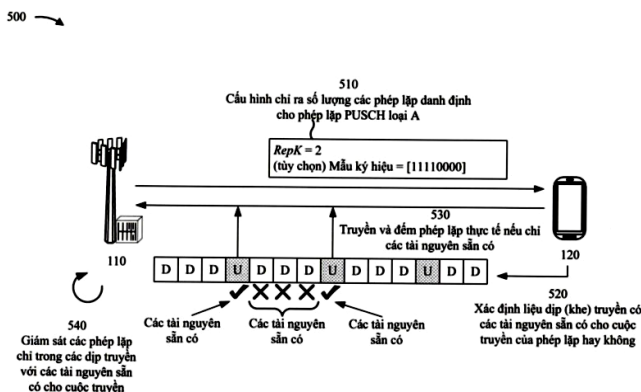 500
510
Cấu hình chỉ ra số lượng các phép lặp danh định
cho phép lặp PUSCH loại A
RepK = 2
(tùy chọn) Mẫu ký hiệu = [11110000]
530
Truyền và đếm phép lặp thực tế nếu chỉ
các tài nguyên sẵn có
110
120
D D D U D D D U D D D U D D
520
Xác định liệu dịp (khe) truyền có
các tài nguyên sẵn có cho cuộc
truyền của phép lặp hay không
Các tài nguyên
sẵn có
Các tài nguyên
sẵn có
Các tài nguyên
sẵn có
540
Giám sát các phép lặp
chỉ trong các dịp truyền
với các tài nguyên sẵn
có cho cuộc truyền